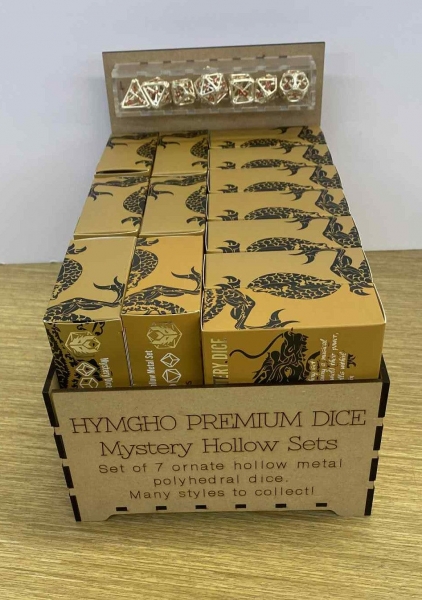 HYMGHO PREMIUM DICE
Mystery Hollow Sets
Set of 7 ornate hollow metal
polyhedral dice.
Many styles to collect!